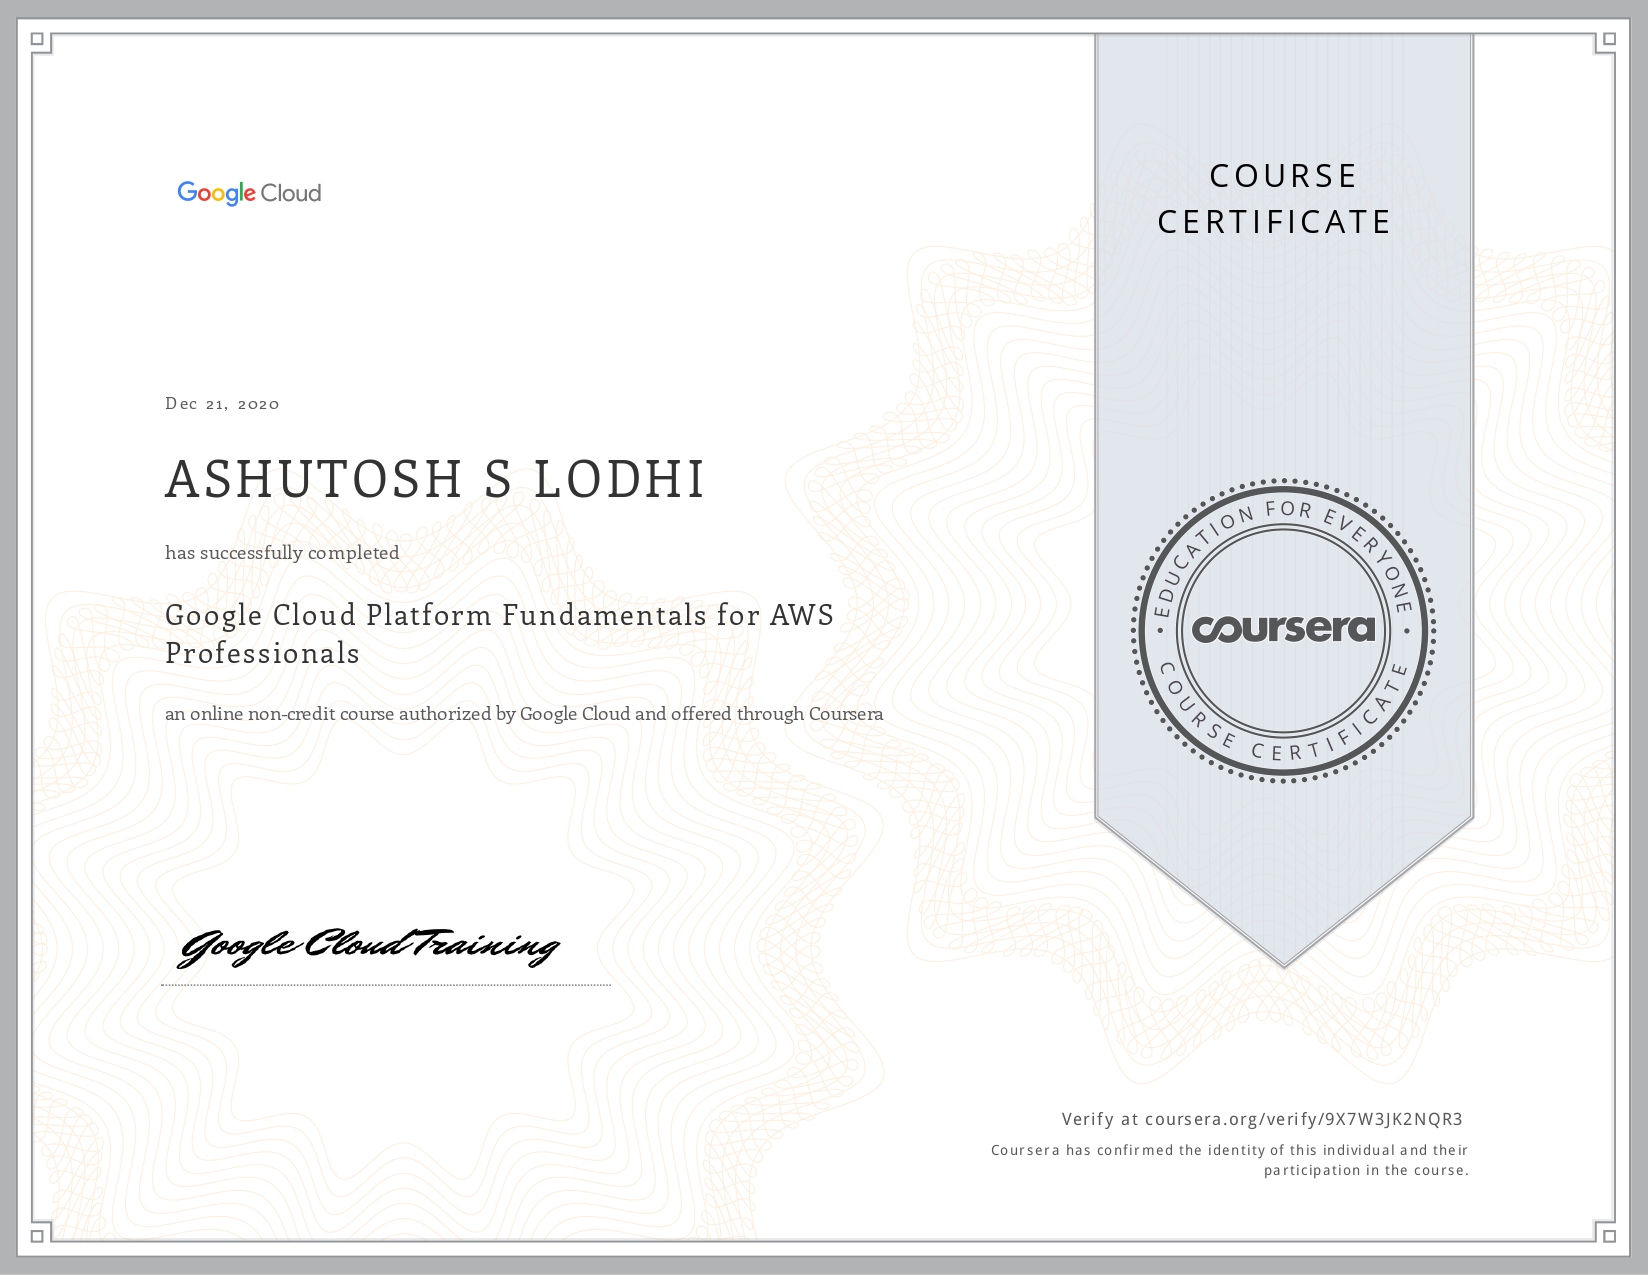 Google Cloud
COURSE
CERTIFICATE
Dec 21, 2020
ASHUTOSH S LODHI
has successfully completed
Google Cloud Platform Fundamentals for AWS
Professionals
an online non-credit course authorized by Google Cloud and offered through Coursera
EDUCATION FOR EVERYONE
coursera
COURSE CERTIFICATE
Google Cloud Training
Verify at coursera.org/verify/9X7W3JK2NQR3
Coursera has confirmed the identity of this individual and their
participation in the course.